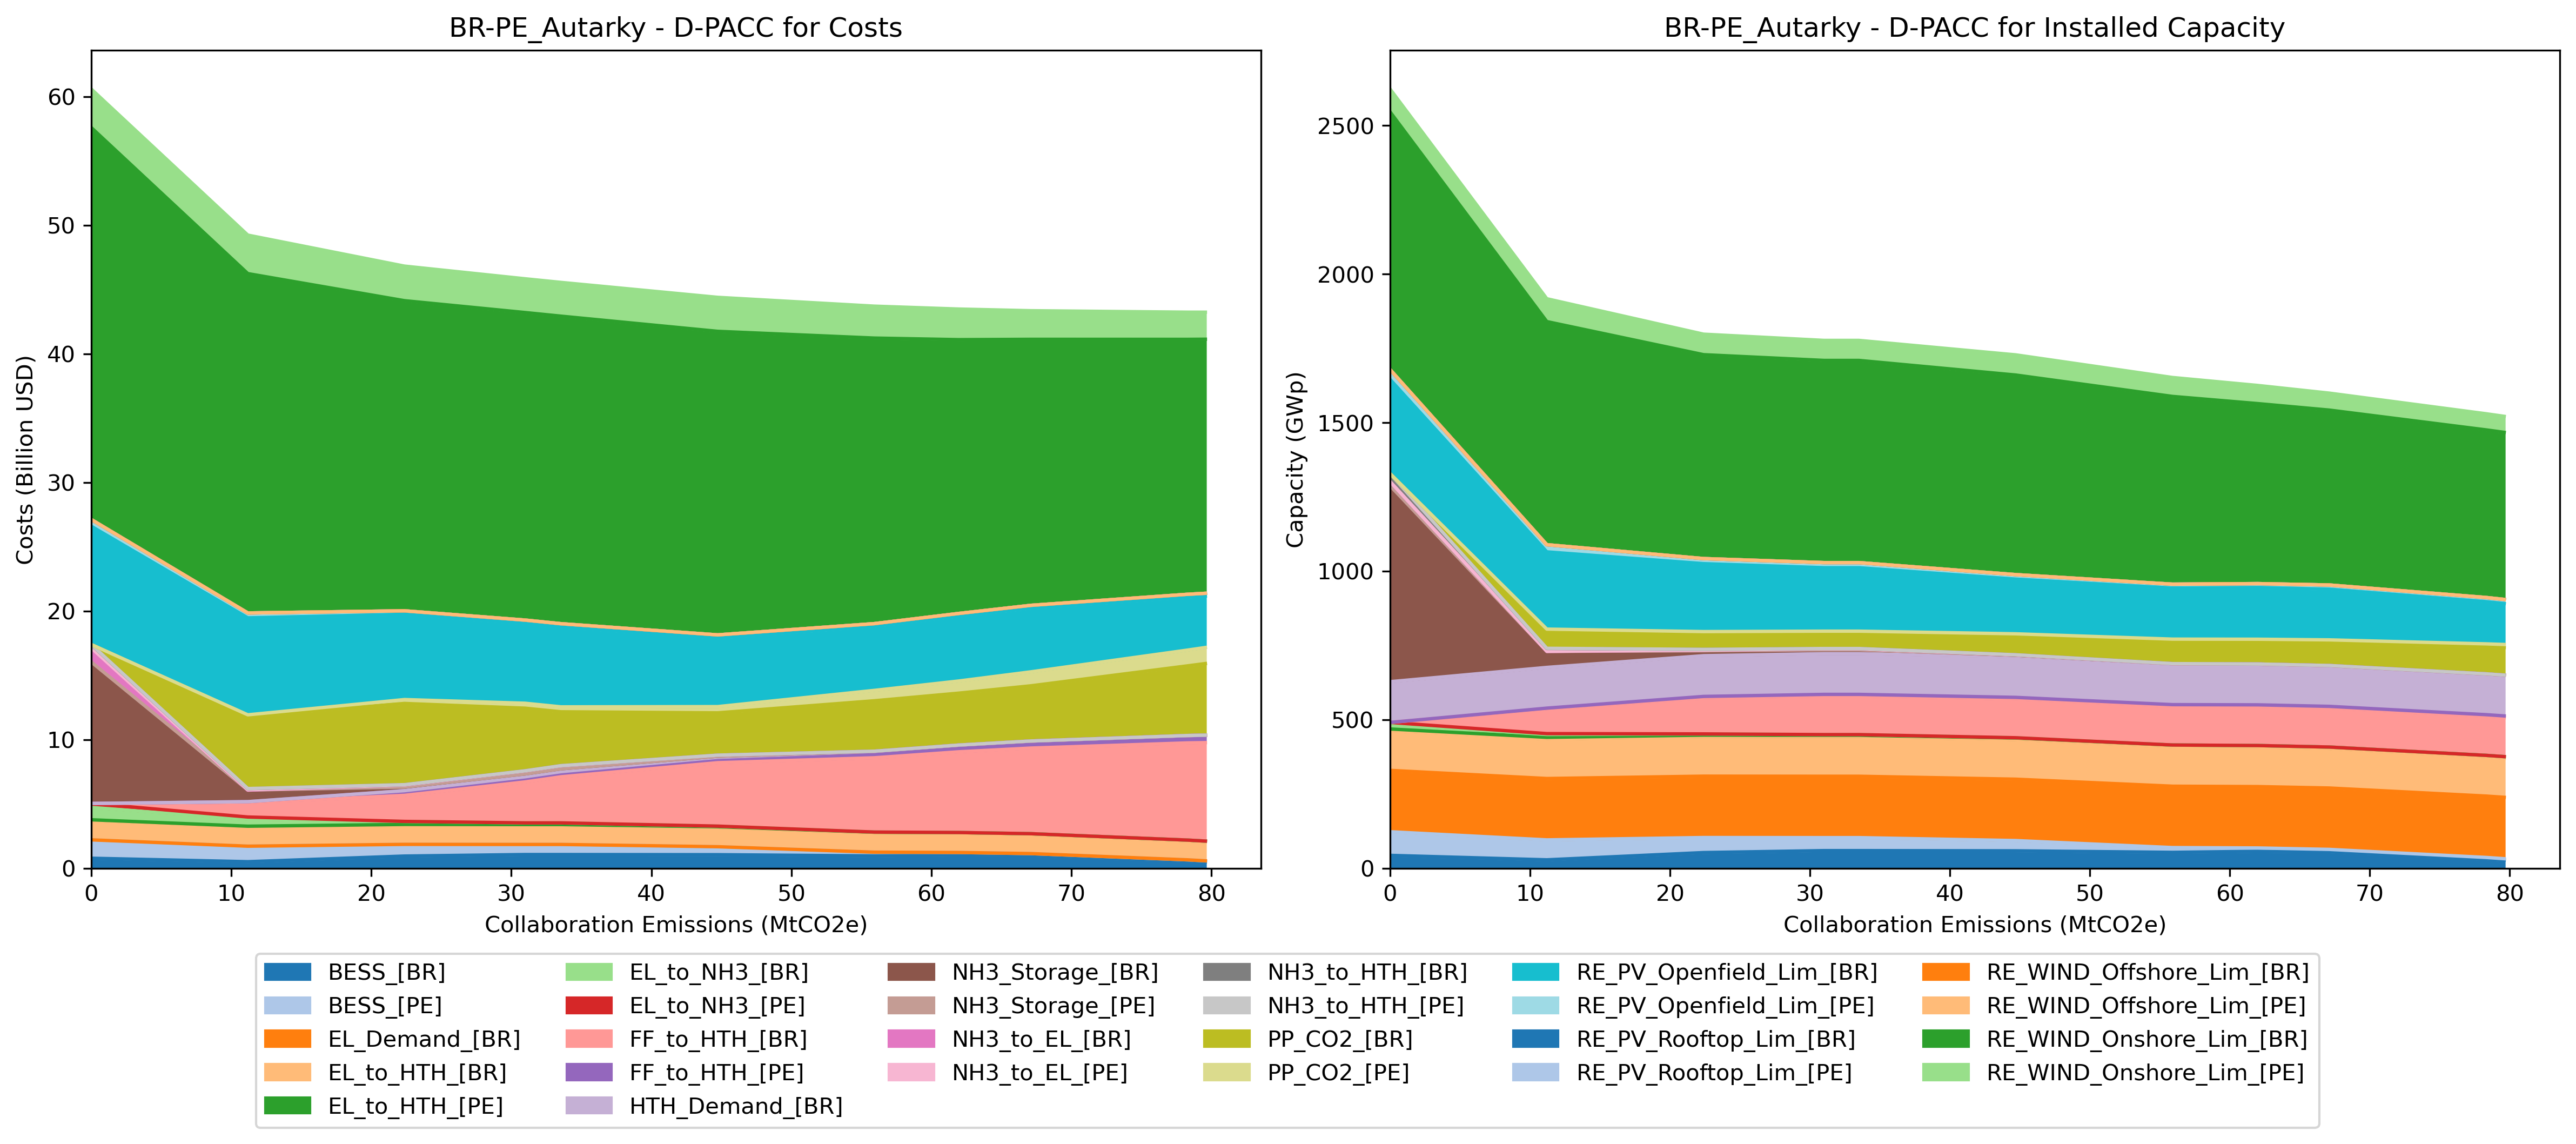 BR-PE_Autarky - D-PACC for Costs
Costs (Billion USD)
60
50
40
30
20
10
0
0 10 20 30 40 50 60 70 80
Collaboration Emissions (MtCO2e)
BR-PE_Autarky - D-PACC for Installed Capacity
Capacity (GWp)
2500
2000
1500
1000
500
0
0 10 20 30 40 50 60 70 80
Collaboration Emissions (MtCO2e)
BESS_[BR]
BESS_[PE]
EL_Demand_[BR]
EL_to_HTH_[BR]
EL_to_HTH_[PE]
EL_to_NH3_[BR]
EL_to_NH3_[PE]
FF_to_HTH_[BR]
FF_to_HTH_[PE]
HTH_Demand_[BR]
NH3_Storage_[BR]
NH3_Storage_[PE]
NH3_to_EL_[BR]
NH3_to_EL_[PE]
NH3_to_HTH_[BR]
NH3_to_HTH_[PE]
PP_CO2_[BR]
PP_CO2_[PE]
RE_PV_Openfield_Lim_[BR]
RE_PV_Openfield_Lim_[PE]
RE_PV_Rooftop_Lim_[BR]
RE_PV_Rooftop_Lim_[PE]
RE_WIND_Offshore_Lim_[BR]
RE_WIND_Offshore_Lim_[PE]
RE_WIND_Onshore_Lim_[BR]
RE_WIND_Onshore_Lim_[PE]